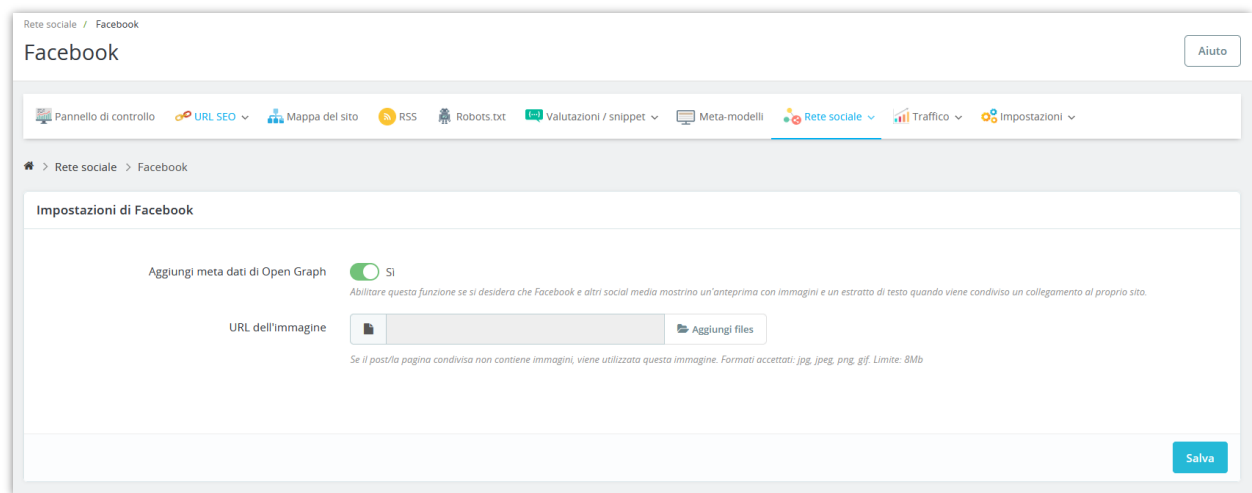 Rete sociale / Facebook
Facebook
Aiuto
Pannello di controllo URL SEO Mappa del sito RSS Robots.txt Valutazioni / snippet Meta-modelli Rete sociale Traffico Impostazioni
> Rete sociale > Facebook
Impostazioni di Facebook
Aggiungi meta dati di Open Graph Sì
Abilitare questa funzione se si desidera che Facebook e altri social media mostrino un'anteprima con immagini e un estratto di testo quando viene condiviso un collegamento al proprio sito.
URL dell'immagine Aggiungi files
Se il post/la pagina condivisa non contiene immagini, viene utilizzata questa immagine. Formati accettati: jpg, jpeg, png, gif. Limite: 8Mb
Salva